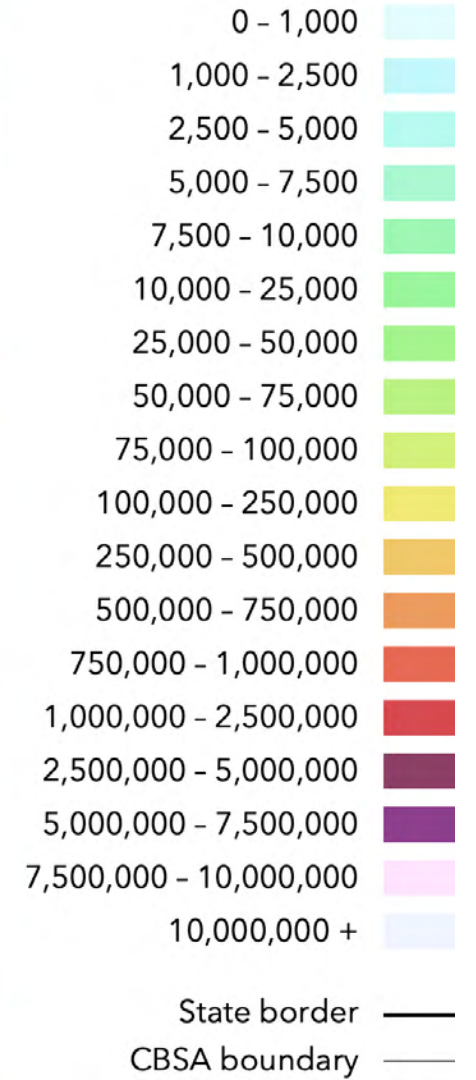 0 – 1,000
1,000 – 2,500
2,500 – 5,000
5,000 – 7,500
7,500 – 10,000
10,000 – 25,000
25,000 – 50,000
50,000 – 75,000
75,000 – 100,000
100,000 – 250,000
250,000 – 500,000
500,000 – 750,000
750,000 – 1,000,000
1,000,000 – 2,500,000
2,500,000 – 5,000,000
5,000,000 – 7,500,000
7,500,000 – 10,000,000
10,000,000 +
State border
CBSA boundary